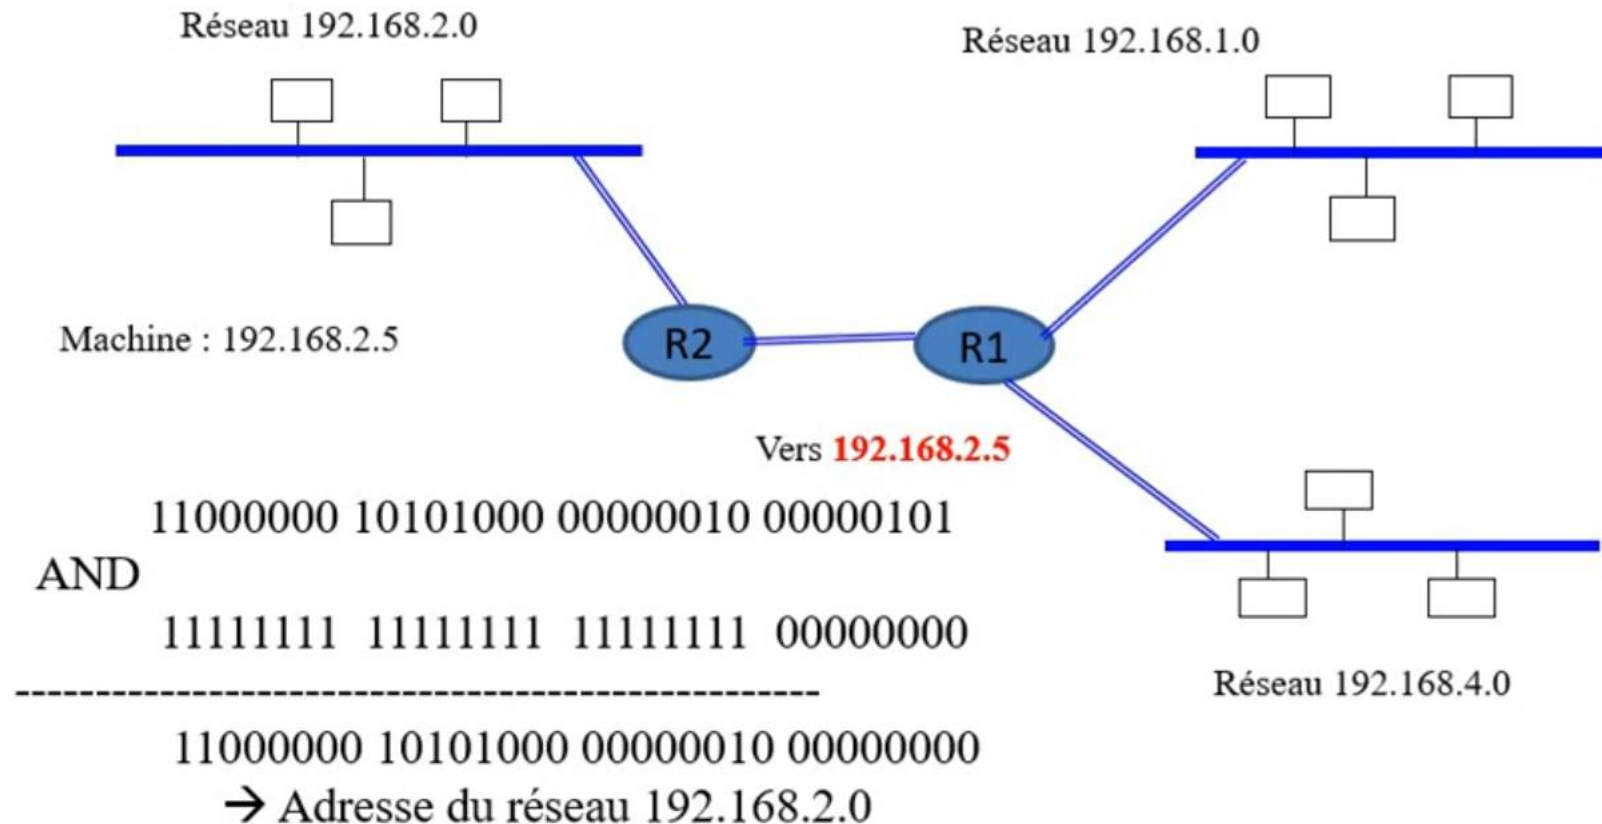 Réseau 192.168.2.0
Réseau 192.168.1.0
Machine : 192.168.2.5
R2
R1
Vers 192.168.2.5
11000000 10101000 00000010 00000101
AND
11111111 11111111 11111111 00000000
--------------------------------------------------
Réseau 192.168.4.0
11000000 10101000 00000010 00000000
→ Adresse du réseau 192.168.2.0